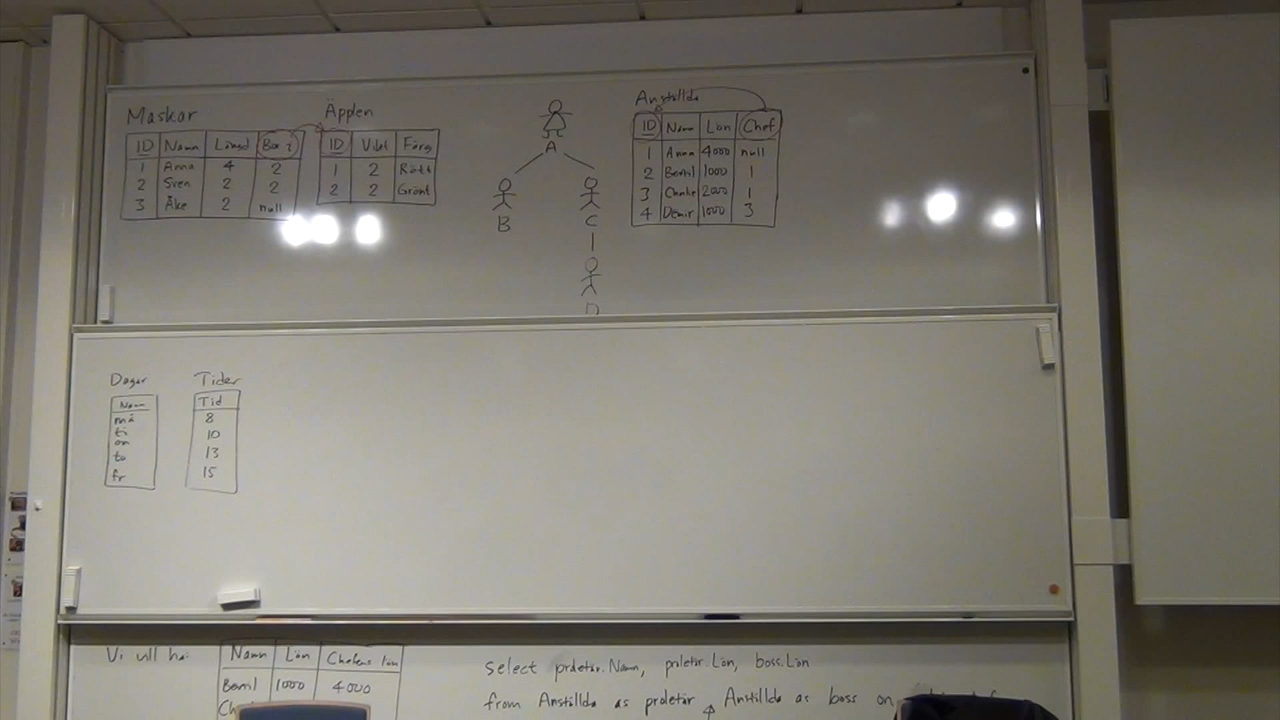 Maskar
ID Namn Längd Bor i
1 Anna 4 2
2 Sven 2 2
3 Åke 2 null
Äpplen
ID Vikt Färg
1 2 Rött
2 2 Grönt
A
B
C
D
Anställda
ID Namn Lön Chef
1 Anna 4000 null
2 Bertil 1000 1
3 Charlie 2000 1
4 Demir 1000 3
Dagar
Namn
må
ti
on
to
fr
Tider
Tid
8
10
13
15
Vi vill ha:
Namn Lön Chefens lön
Bertil 1000 4000
select proletär.Namn, proletär.Lön, boss.Lön
from Anställda as proletär Anställda as boss on